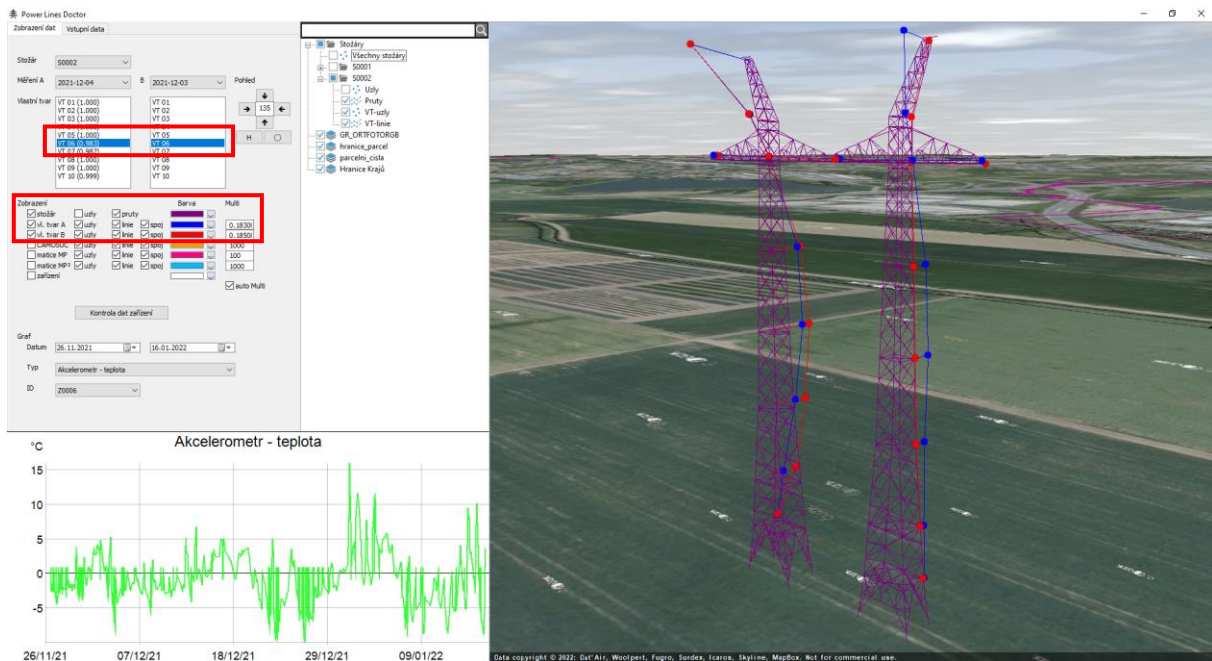 Power Lines Doctor
Zobrazení dat Vstupní data
Stožár S0002
Měření A 2021-12-04 B 2021-12-03 Pohled
Vlastní tvar VT 01 (1.000) VT 01
VT 02 (1.000) VT 02
VT 03 (1.000) VT 03
VT 05 (1.000) VT 05
VT 06 (0.983) VT 06
VT 07 (0.982) VT 07
VT 08 (1.000) VT 08
VT 09 (1.000) VT 09
VT 10 (0.999) VT 10
135
H
Zobrazení Barva Multi
stožár uzly pruty
vl. tvar A uzly linie spoj 0.1830
vl. tvar B uzly linie spoj 0.1850
CAMOSUC uzly linie spoj 1000
matice MP uzly linie spoj 100
matice MP² uzly linie spoj 1000
zařízení
auto Multi
Kontrola dat zařízení
Graf
Datum 26.11.2021 16.01.2022
Typ Akcelerometr - teplota
ID Z0006
Stožáry
Všechny stožáry
S0001
S0002
Uzly
Pruty
VT-uzly
VT-linie
GR_ORTFOTORGB
hranice_parcel
parcelni_cisla
Hranice Krajů
Akcelerometr - teplota
°C
15
10
5
0
-5
26/11/21 07/12/21 18/12/21 29/12/21 09/01/22
Data copyright © 2022: Dat'Air, Woolpert, Fugro, Surdex, Icaros, Skyline, MapBox. Not for commercial use.